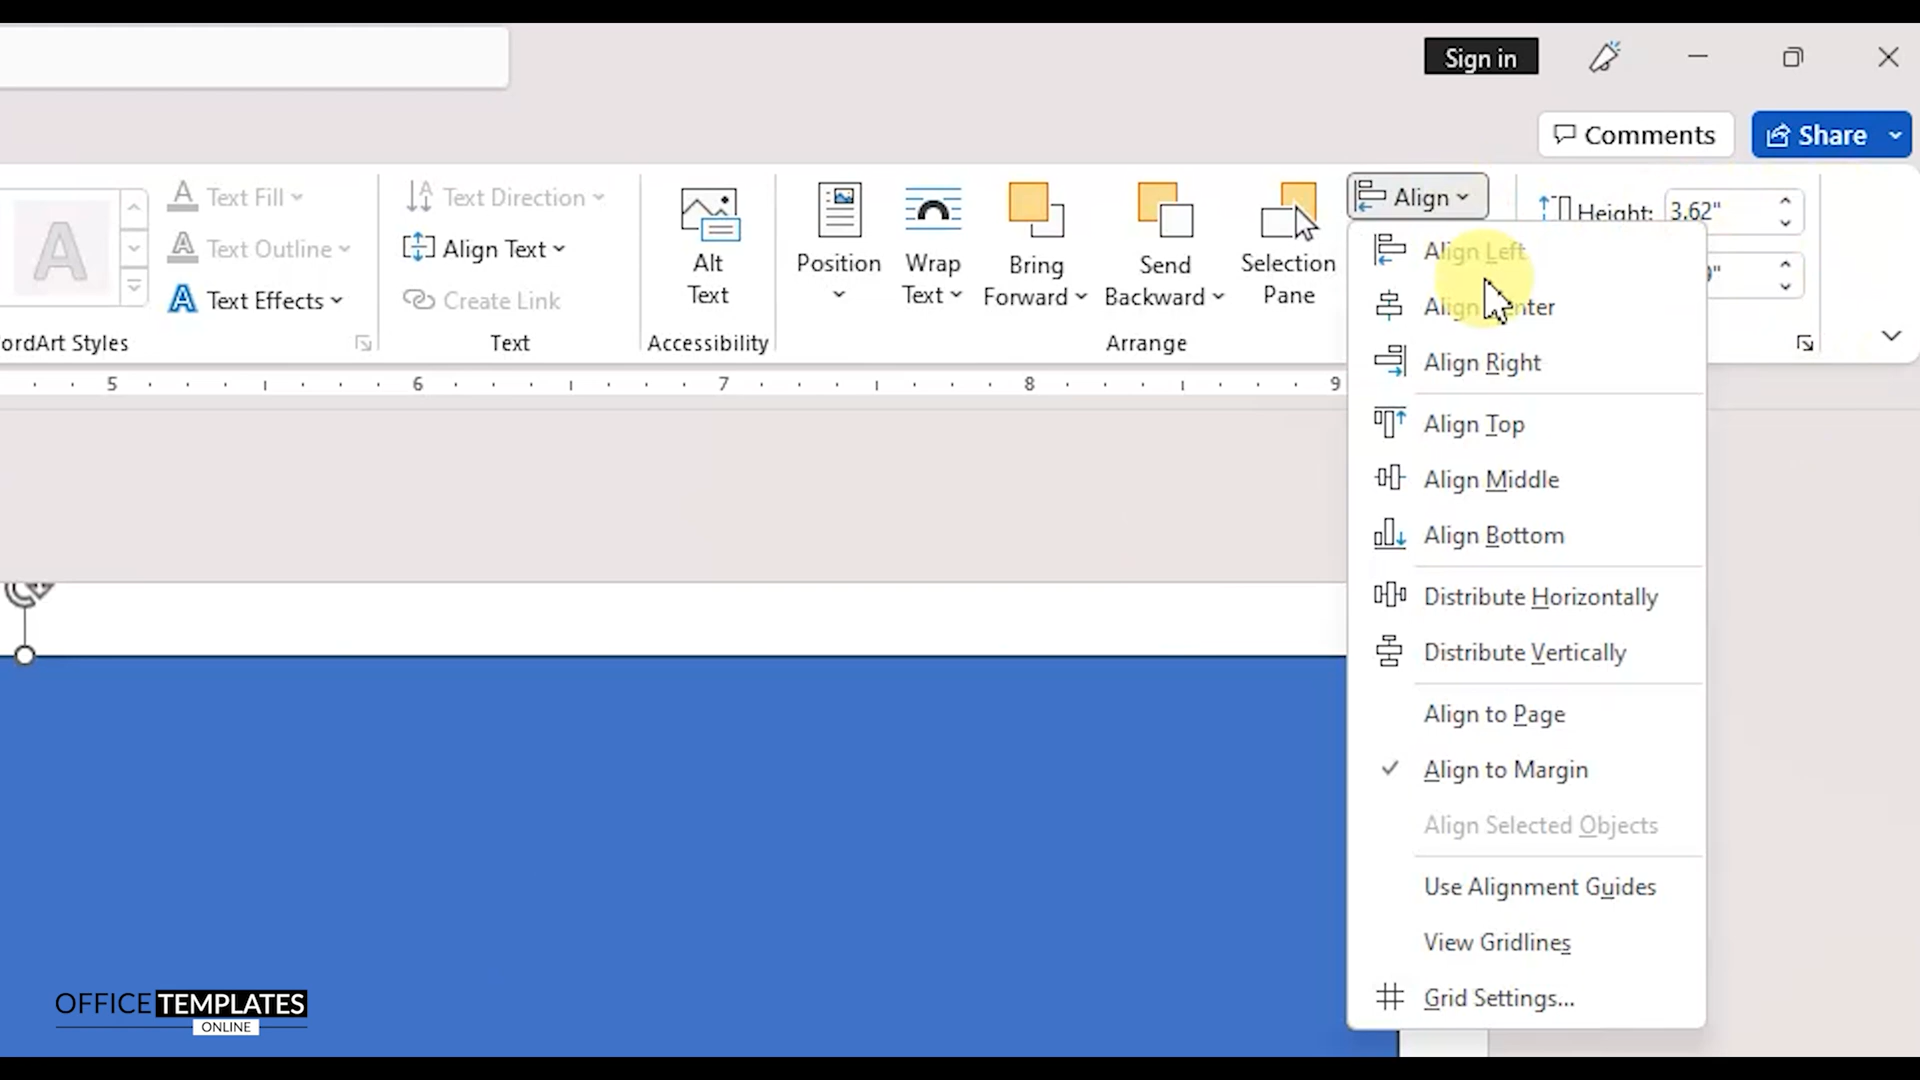 Sign in
Comments
Share
Text Fill
Text Direction
Align
Height: 3.62"
Text Outline
Align Text
Text Effects
Create Link
Alt
Text
Position
Wrap
Text
Bring
Forward
Send
Backward
Selection
Pane
ordArt Styles
Text
Accessibility
Arrange
5 6 7 8 9
Align Left
Align Center
Align Right
Align Top
Align Middle
Align Bottom
Distribute Horizontally
Distribute Vertically
Align to Page
Align to Margin
Align Selected Objects
Use Alignment Guides
View Gridlines
Grid Settings...
OFFICE TEMPLATES
ONLINE